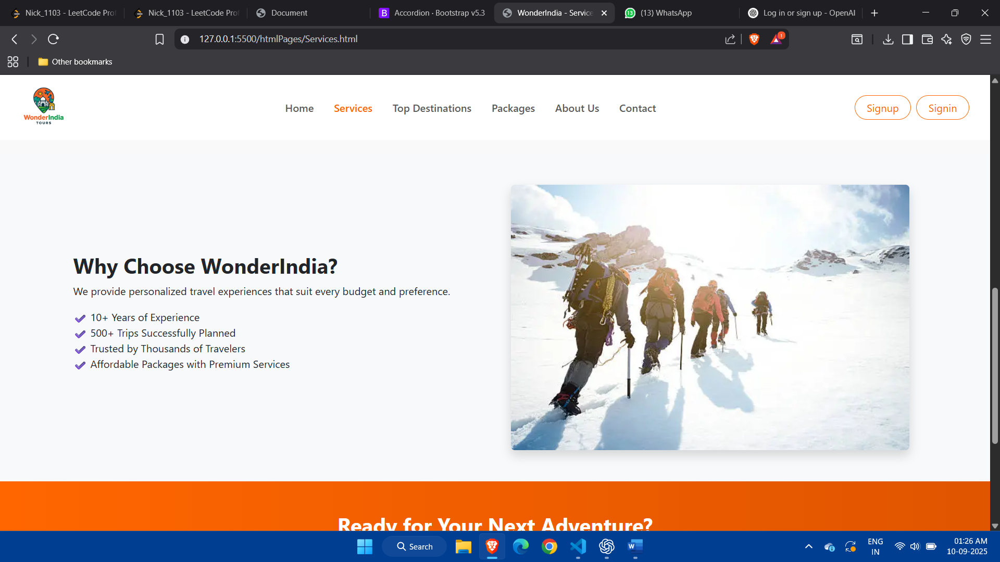 Nick_1103 - LeetCode Prof
Nick_1103 - LeetCode Prof
Document
B Accordion · Bootstrap v5.3
WonderIndia - Service
13 (13) WhatsApp
Log in or sign up - OpenAI
127.0.0.1:5500/htmlPages/Services.html
1
Other bookmarks
WonderIndia
TOURS
Home
Services
Top Destinations
Packages
About Us
Contact
Signup
Signin
Why Choose WonderIndia?
We provide personalized travel experiences that suit every budget and preference.
10+ Years of Experience
500+ Trips Successfully Planned
Trusted by Thousands of Travelers
Affordable Packages with Premium Services
Ready for Your Next Adventure?
Search
W
ENG
IN
01:26 AM
10-09-2025